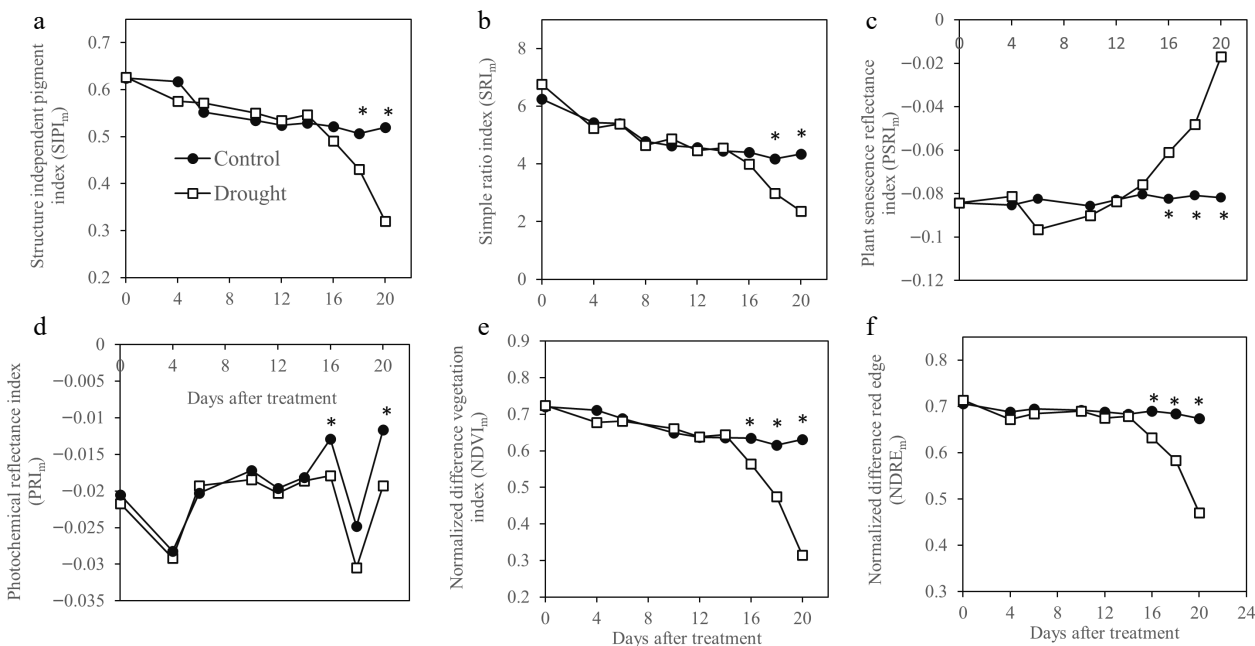 a
Structure independent pigment
index (SIPIm)
0.7
0.6
0.5
0.4
0.3
0.2
0 4 8 12 16 20
* *
Control
Drought
b
Simple ratio index (SRIm)
8
6
4
2
0
0 4 8 12 16 20
* *
c
Plant senescence reflectance
index (PSRIm)
0
−0.02
−0.04
−0.06
−0.08
−0.1
−0.12
0 4 8 12 16 20
* * *
d
Photochemical reflectance index
(PRIm)
0
−0.005
−0.01
−0.015
−0.02
−0.025
−0.03
−0.035
0 4 8 12 16 20
Days after treatment
* *
e
Normalized difference vegetation
index (NDVIm)
0.9
0.8
0.7
0.6
0.5
0.4
0.3
0.2
0 4 8 12 16 20
* * *
Days after treatment
f
Normalized difference red edge
(NDREm)
0.8
0.7
0.6
0.5
0.4
0.3
0 4 8 12 16 20 24
* * *
Days after treatment